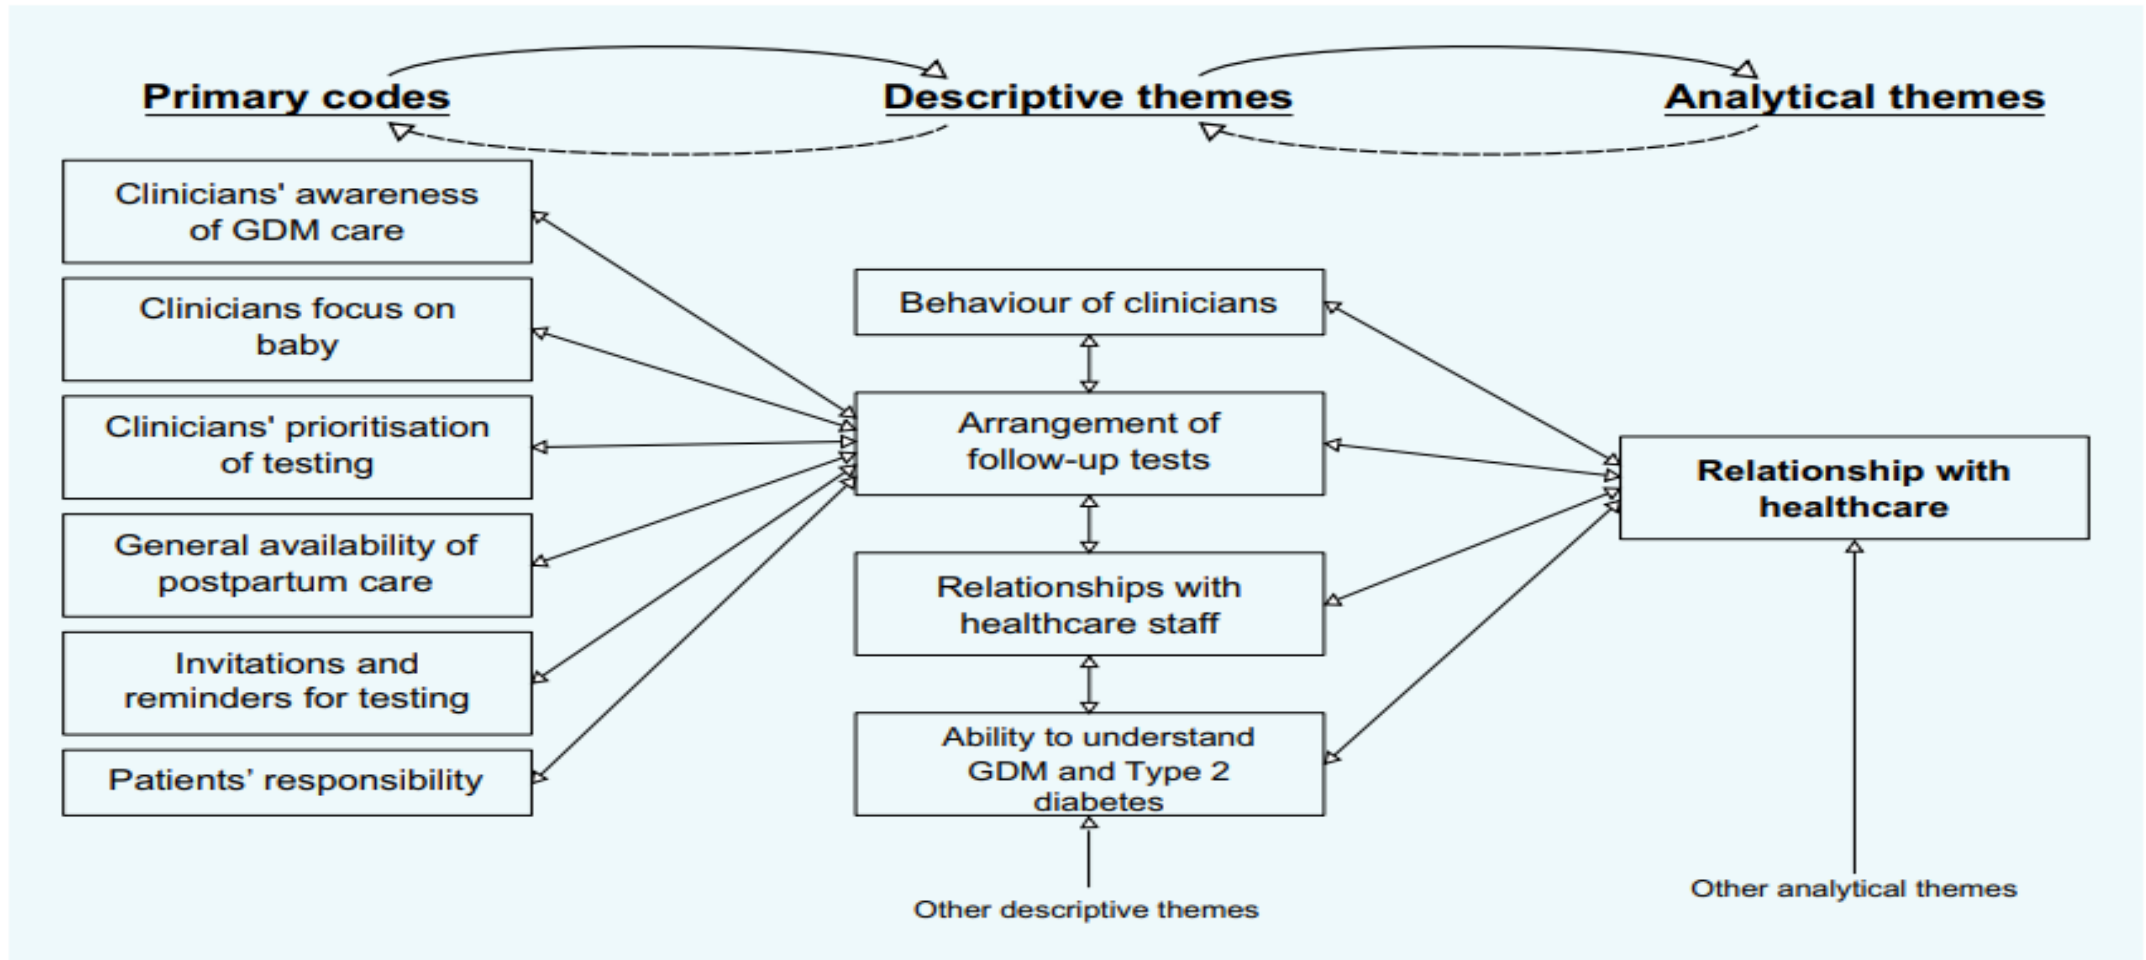 Primary codes
Descriptive themes
Analytical themes
Clinicians' awareness
of GDM care
Clinicians focus on
baby
Clinicians' prioritisation
of testing
General availability of
postpartum care
Invitations and
reminders for testing
Patients’ responsibility
Behaviour of clinicians
Arrangement of
follow-up tests
Relationships with
healthcare staff
Ability to understand
GDM and Type 2
diabetes
Other descriptive themes
Relationship with
healthcare
Other analytical themes